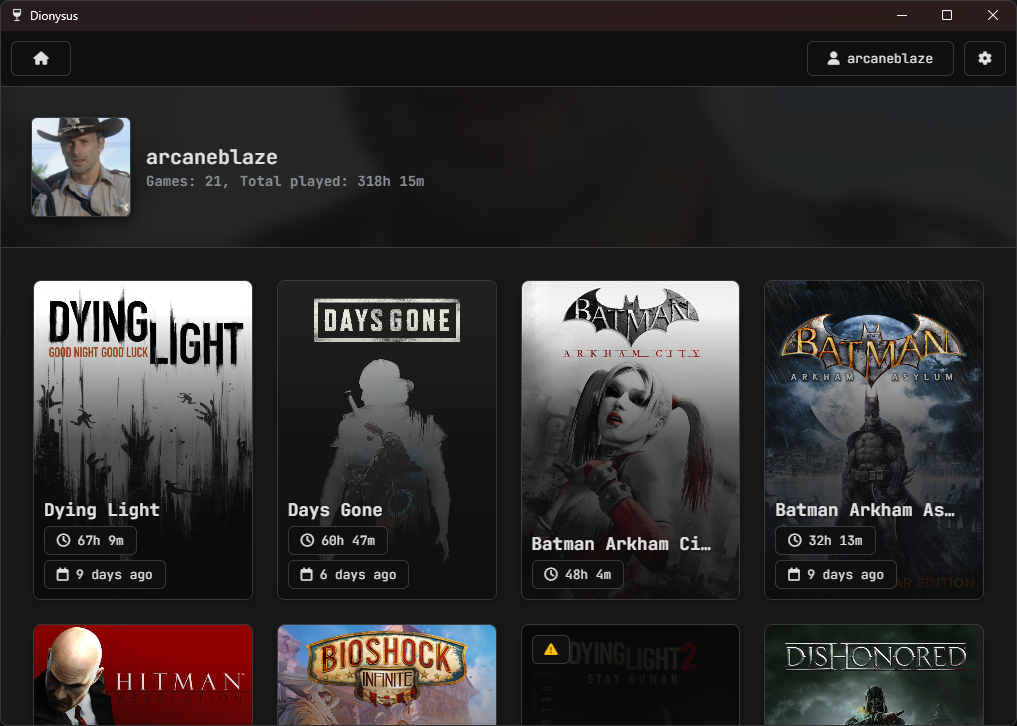 Dionysus
arcaneblaze
arcaneblaze
Games: 21, Total played: 318h 15m
DYING LIGHT
GOOD NIGHT GOOD LUCK
Dying Light
67h 9m
9 days ago
DAYS GONE
Days Gone
60h 47m
6 days ago
BATMAN
ARKHAM CITY
Batman Arkham Ci…
48h 4m
BATMAN
ARKHAM ASYLUM
Batman Arkham As…
32h 13m
9 days ago
EDITION
HITMAN
ABSOLUTION
BIOSHOCK
INFINITE
DYING LIGHT 2
STAY HUMAN
DISHONORED